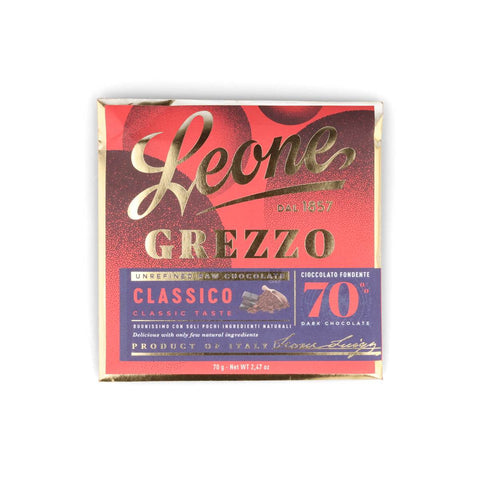 Leone
DAL 1857
GREZZO
UNREFINED RAW CHOCOLATE
CIOCCOLATO FONDENTE
CLASSICO
70%
CLASSIC TASTE
DARK CHOCOLATE
BUONISSIMO CON SOLI POCHI INGREDIENTI NATURALI
Delicious with only few natural ingredients
PRODUCT OF ITALY
70 g - Net WT 2,47 oz